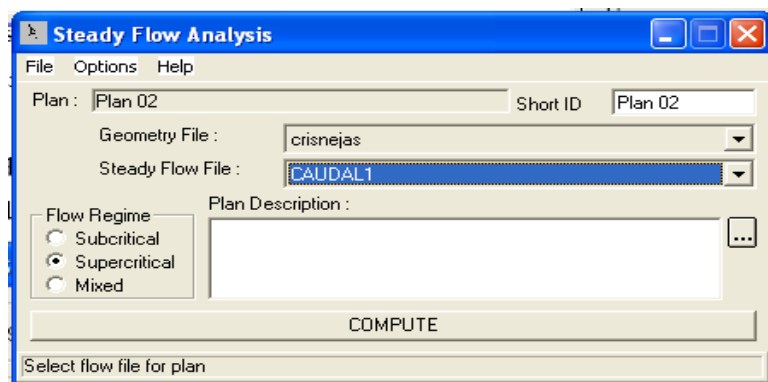 Steady Flow Analysis
File Options Help
Plan : Plan 02 Short ID Plan 02
Geometry File : crisnejas
Steady Flow File : CAUDAL1
Flow Regime
Subcritical
Supercritical
Mixed
Plan Description :
...
COMPUTE
Select flow file for plan